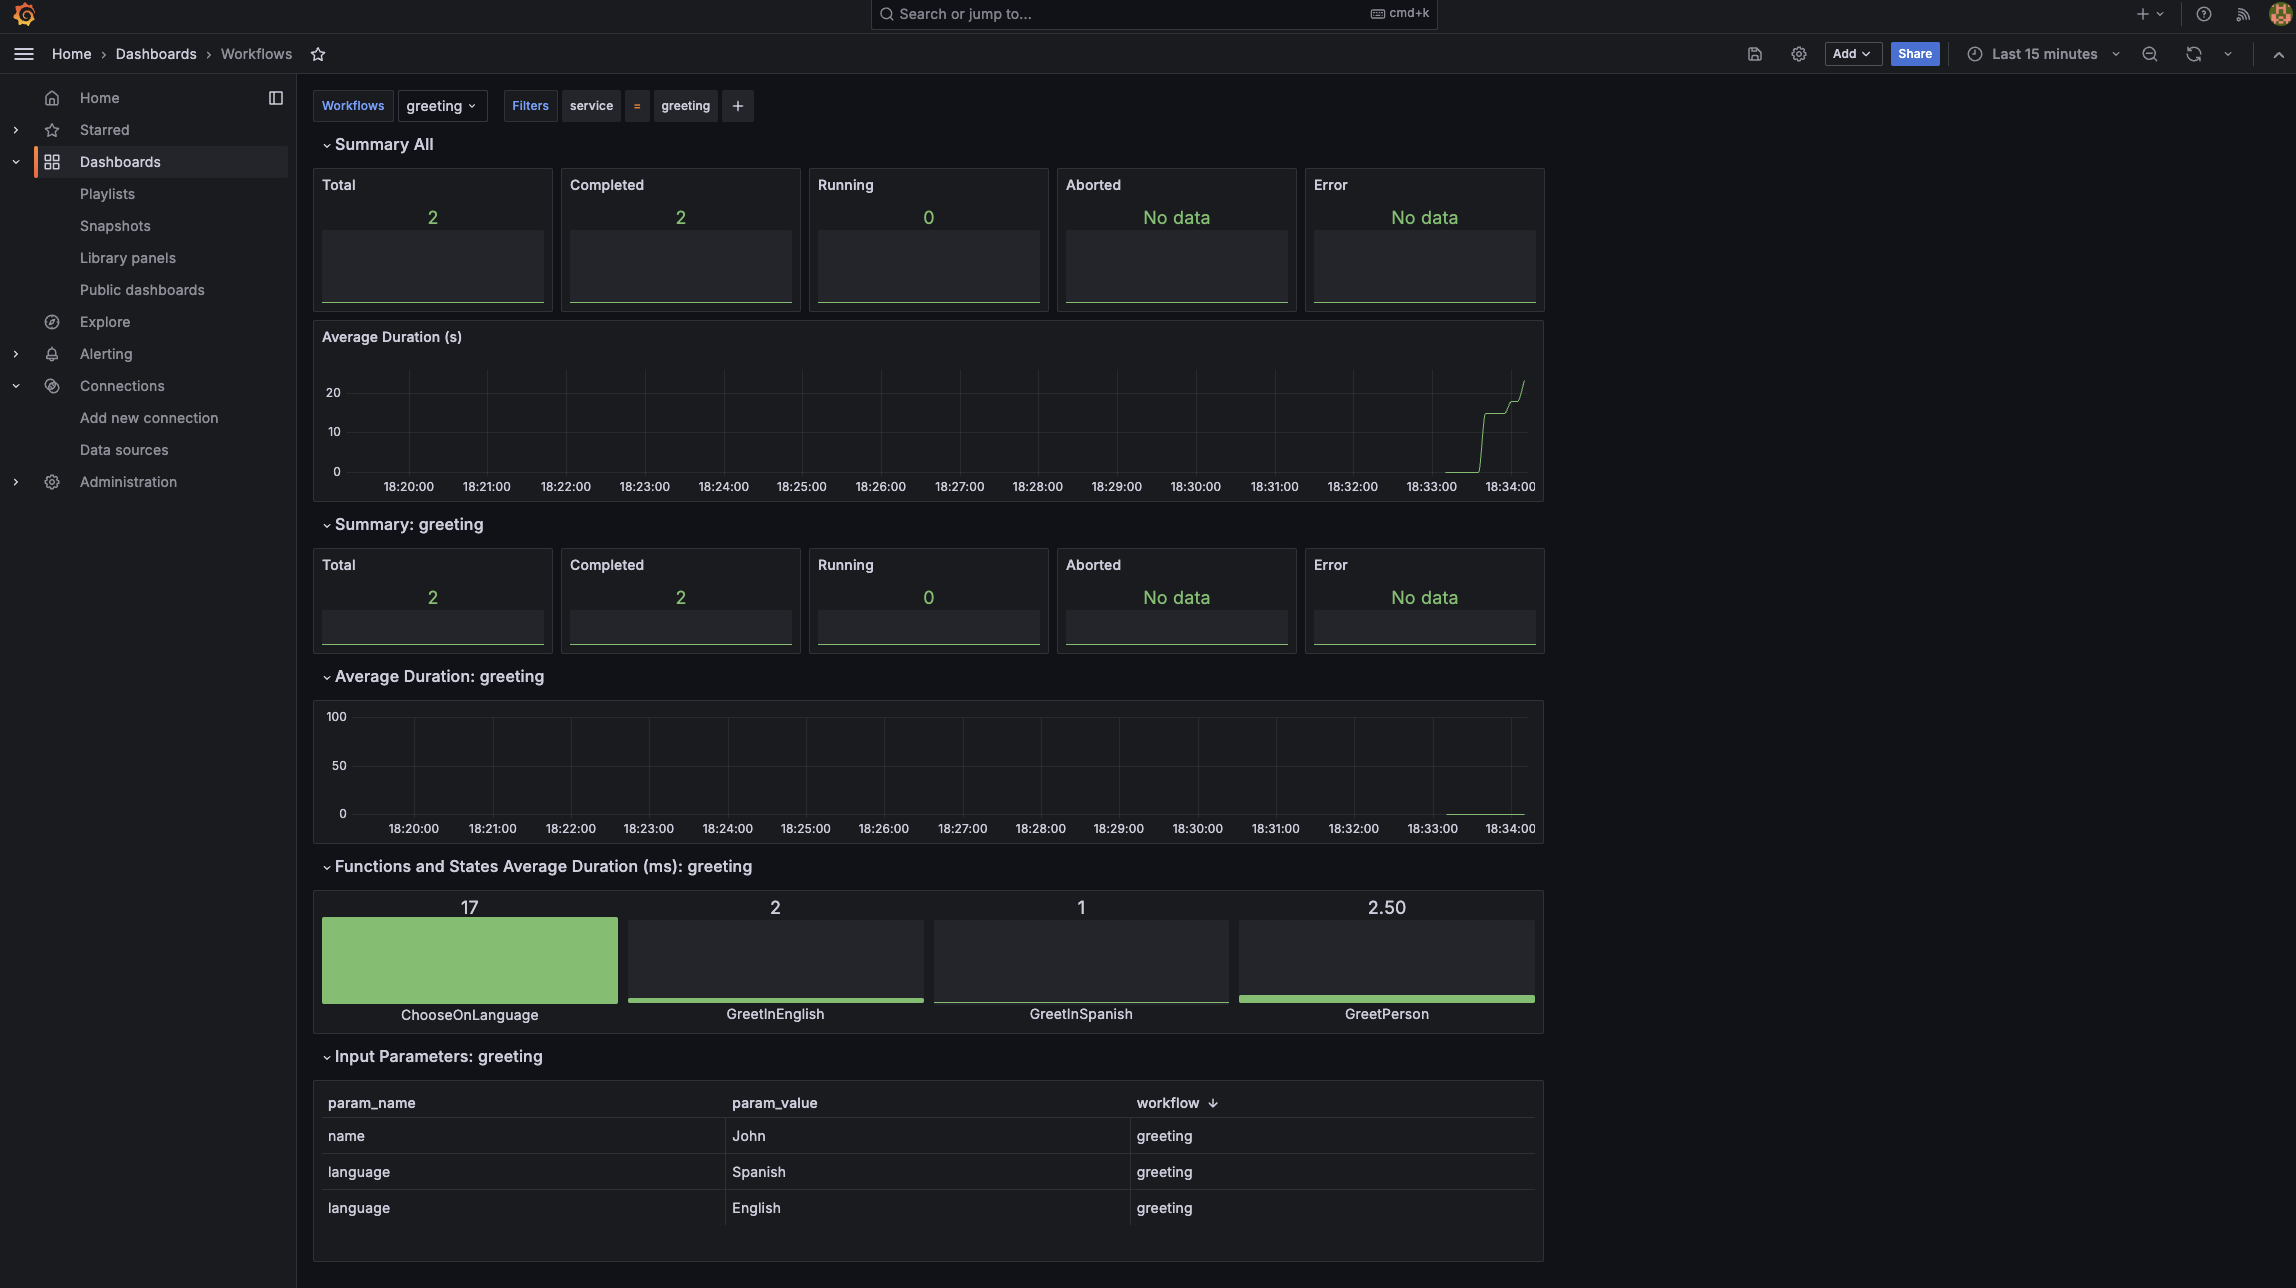 Search or jump to... cmd+k
Home › Dashboards › Workflows
Add Share Last 15 minutes
Home
Starred
Dashboards
Playlists
Snapshots
Library panels
Public dashboards
Explore
Alerting
Connections
Add new connection
Data sources
Administration
Workflows greeting Filters service = greeting +
Summary All
Total Completed Running Aborted Error
2 2 0 No data No data
Average Duration (s)
20
10
0
18:20:00 18:21:00 18:22:00 18:23:00 18:24:00 18:25:00 18:26:00 18:27:00 18:28:00 18:29:00 18:30:00 18:31:00 18:32:00 18:33:00 18:34:00
Summary: greeting
Total Completed Running Aborted Error
2 2 0 No data No data
Average Duration: greeting
100
50
0
18:20:00 18:21:00 18:22:00 18:23:00 18:24:00 18:25:00 18:26:00 18:27:00 18:28:00 18:29:00 18:30:00 18:31:00 18:32:00 18:33:00 18:34:00
Functions and States Average Duration (ms): greeting
17 2 1 2.50
ChooseOnLanguage GreetInEnglish GreetInSpanish GreetPerson
Input Parameters: greeting
param_name param_value workflow
name John greeting
language Spanish greeting
language English greeting